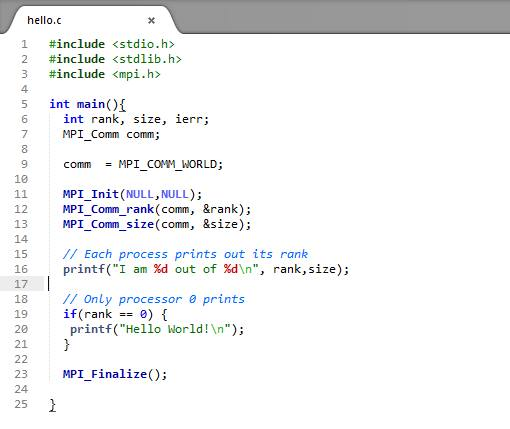 hello.c ×
1 #include <stdio.h>
2 #include <stdlib.h>
3 #include <mpi.h>
4
5 int main(){
6 int rank, size, ierr;
7 MPI_Comm comm;
8
9 comm  = MPI_COMM_WORLD;
10
11 MPI_Init(NULL,NULL);
12 MPI_Comm_rank(comm, &rank);
13 MPI_Comm_size(comm, &size);
14
15 // Each process prints out its rank
16 printf("I am %d out of %d\n", rank,size);
17
18 // Only processor 0 prints
19 if(rank == 0) {
20 printf("Hello World!\n");
21 }
22
23 MPI_Finalize();
24
25 }